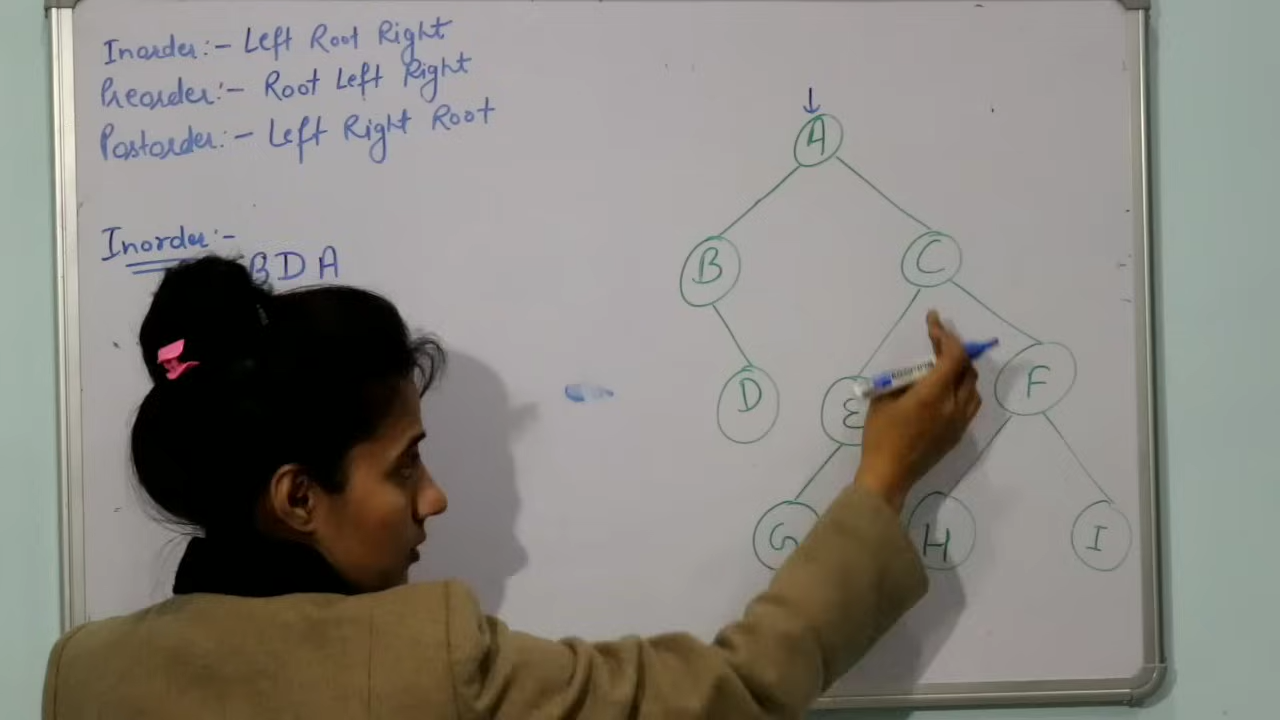 Inorder:- Left Root Right
Preorder:- Root Left Right
Postorder:- Left Right Root
Inorder:-
BDA
A
B
C
D
E
F
G
H
I